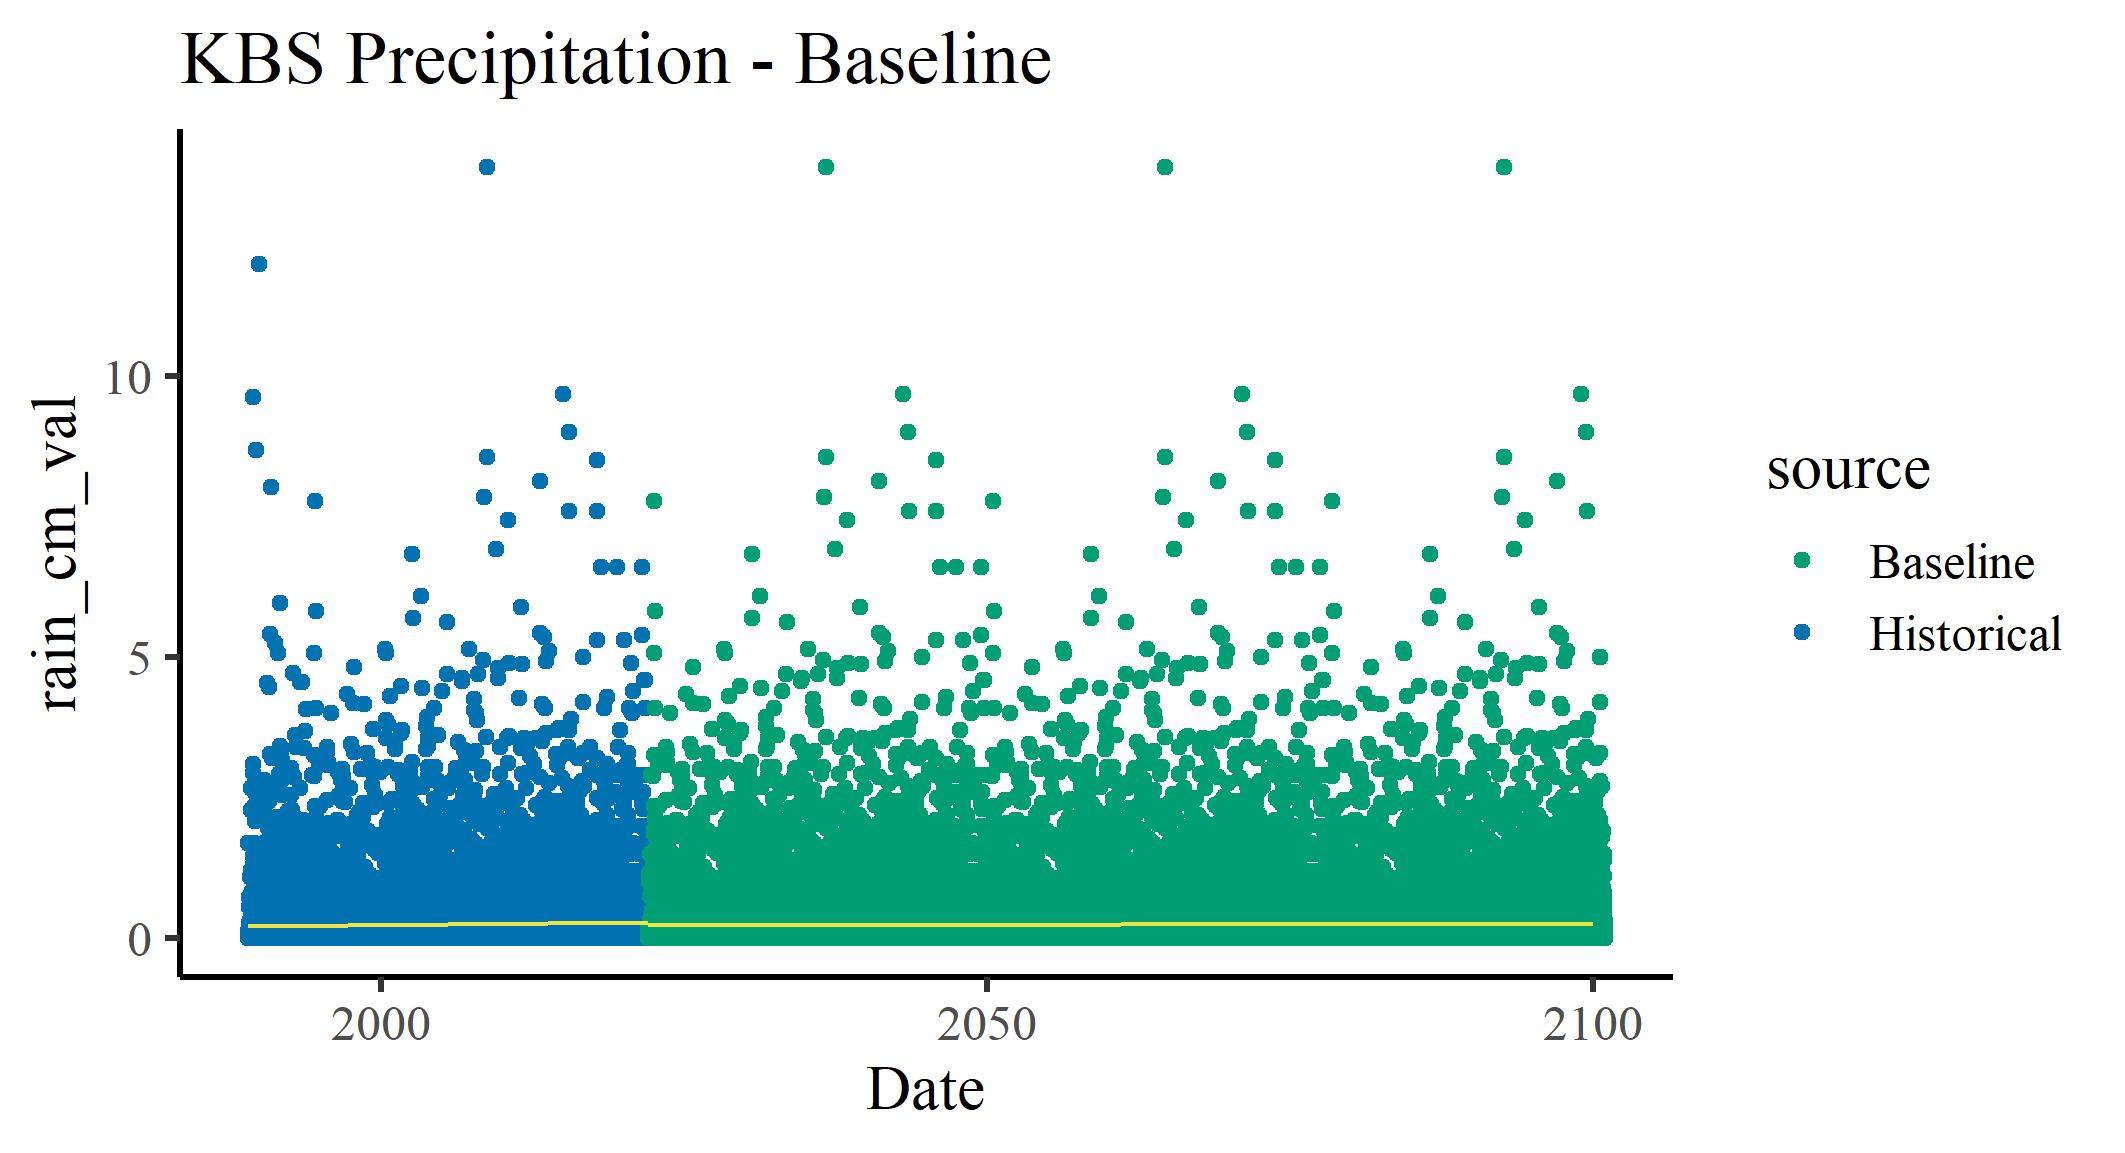 KBS Precipitation - Baseline
rain_cm_val
10
5
0
2000
2050
2100
Date
source
Baseline
Historical